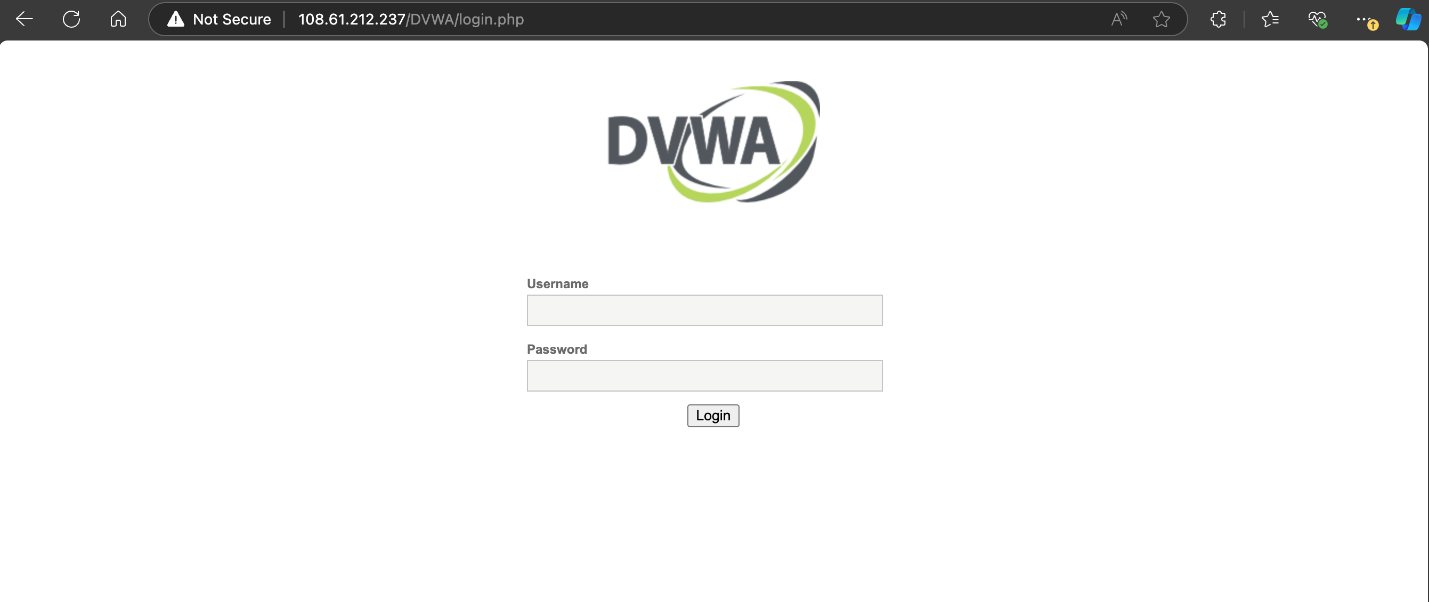 Not Secure 108.61.212.237/DVWA/login.php
DVWA
Username
Password
Login